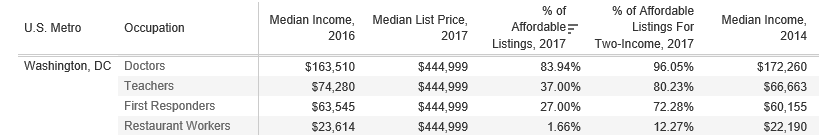 % of % of Affordable
Median Income, Median List Price, Affordable Listings For Median Income,
U.S. Metro Occupation 2016 2017 Listings, 2017 Two-Income, 2017 2014
Washington, DC Doctors $163,510 $444,999 83.94% 96.05% $172,260
Teachers $74,280 $444,999 37.00% 80.23% $66,663
First Responders $63,545 $444,999 27.00% 72.28% $60,155
Restaurant Workers $23,614 $444,999 1.66% 12.27% $22,190